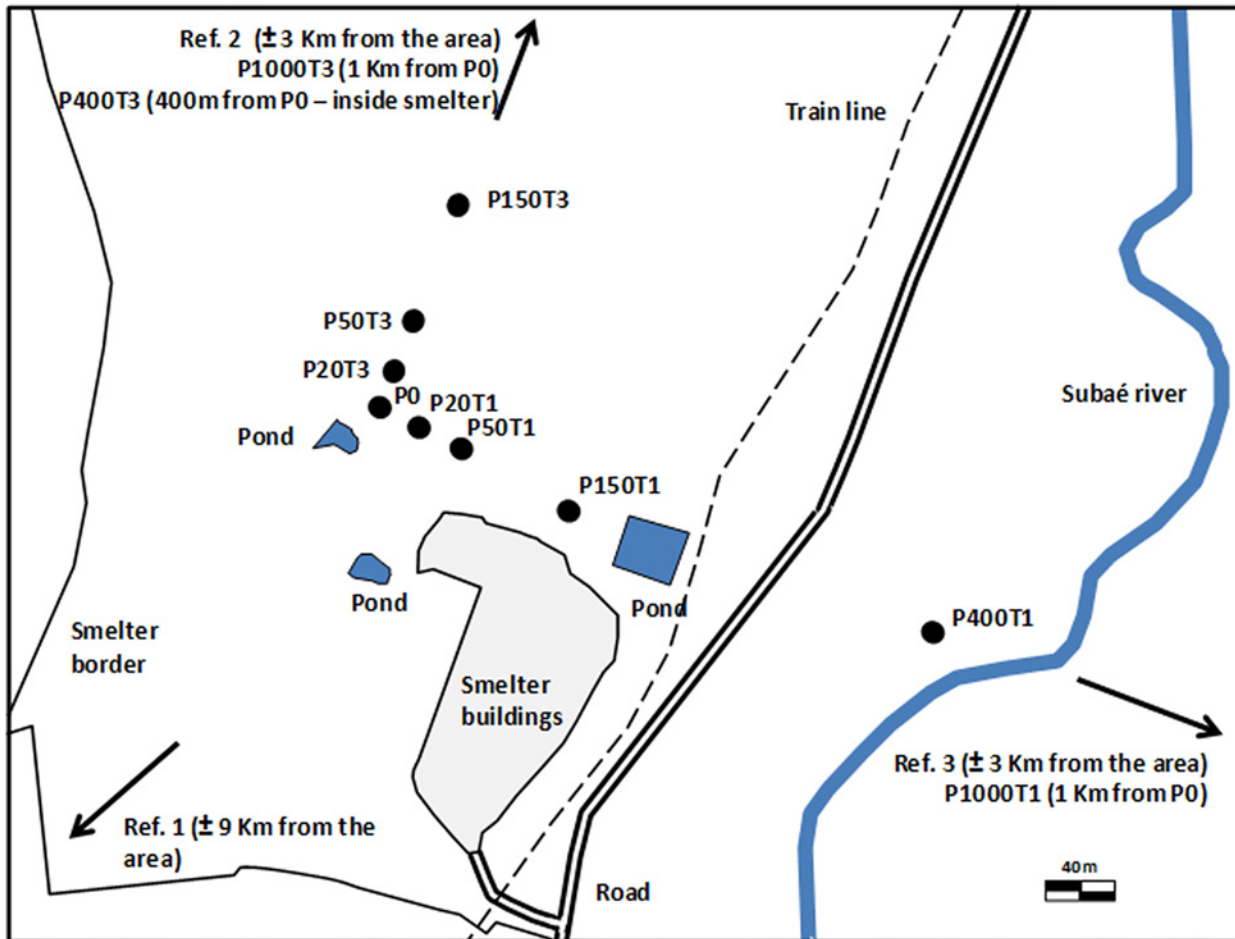 Ref. 2 (± 3 Km from the area)
P1000T3 (1 Km from P0)
P400T3 (400m from P0 – inside smelter)
Train line
P150T3
P50T3
P20T3
P0
P20T1
P50T1
Pond
Subaé river
P150T1
Pond
Pond
P400T1
Smelter
border
Smelter
buildings
Ref. 3 (± 3 Km from the area)
P1000T1 (1 Km from P0)
Ref. 1 (± 9 Km from the
area)
40m
Road